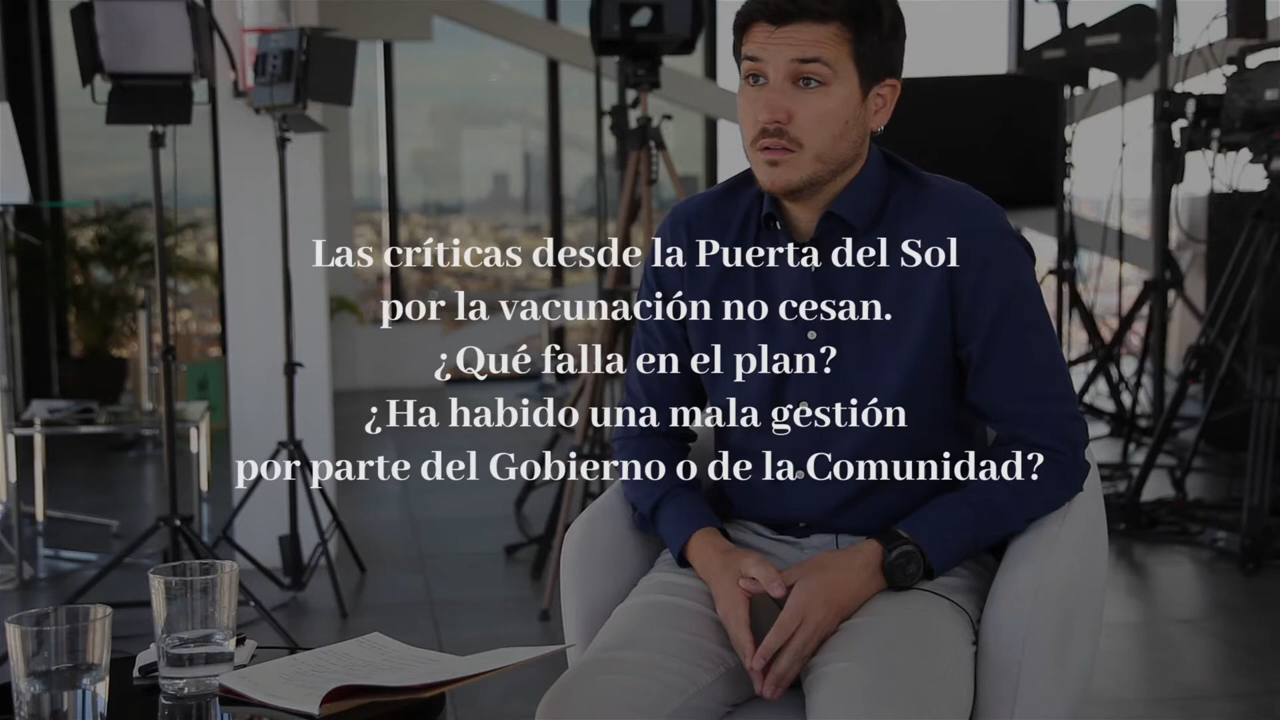 Las críticas desde la Puerta del Sol
por la vacunación no cesan.
¿Qué falla en el plan?
¿Ha habido una mala gestión
por parte del Gobierno o de la Comunidad?